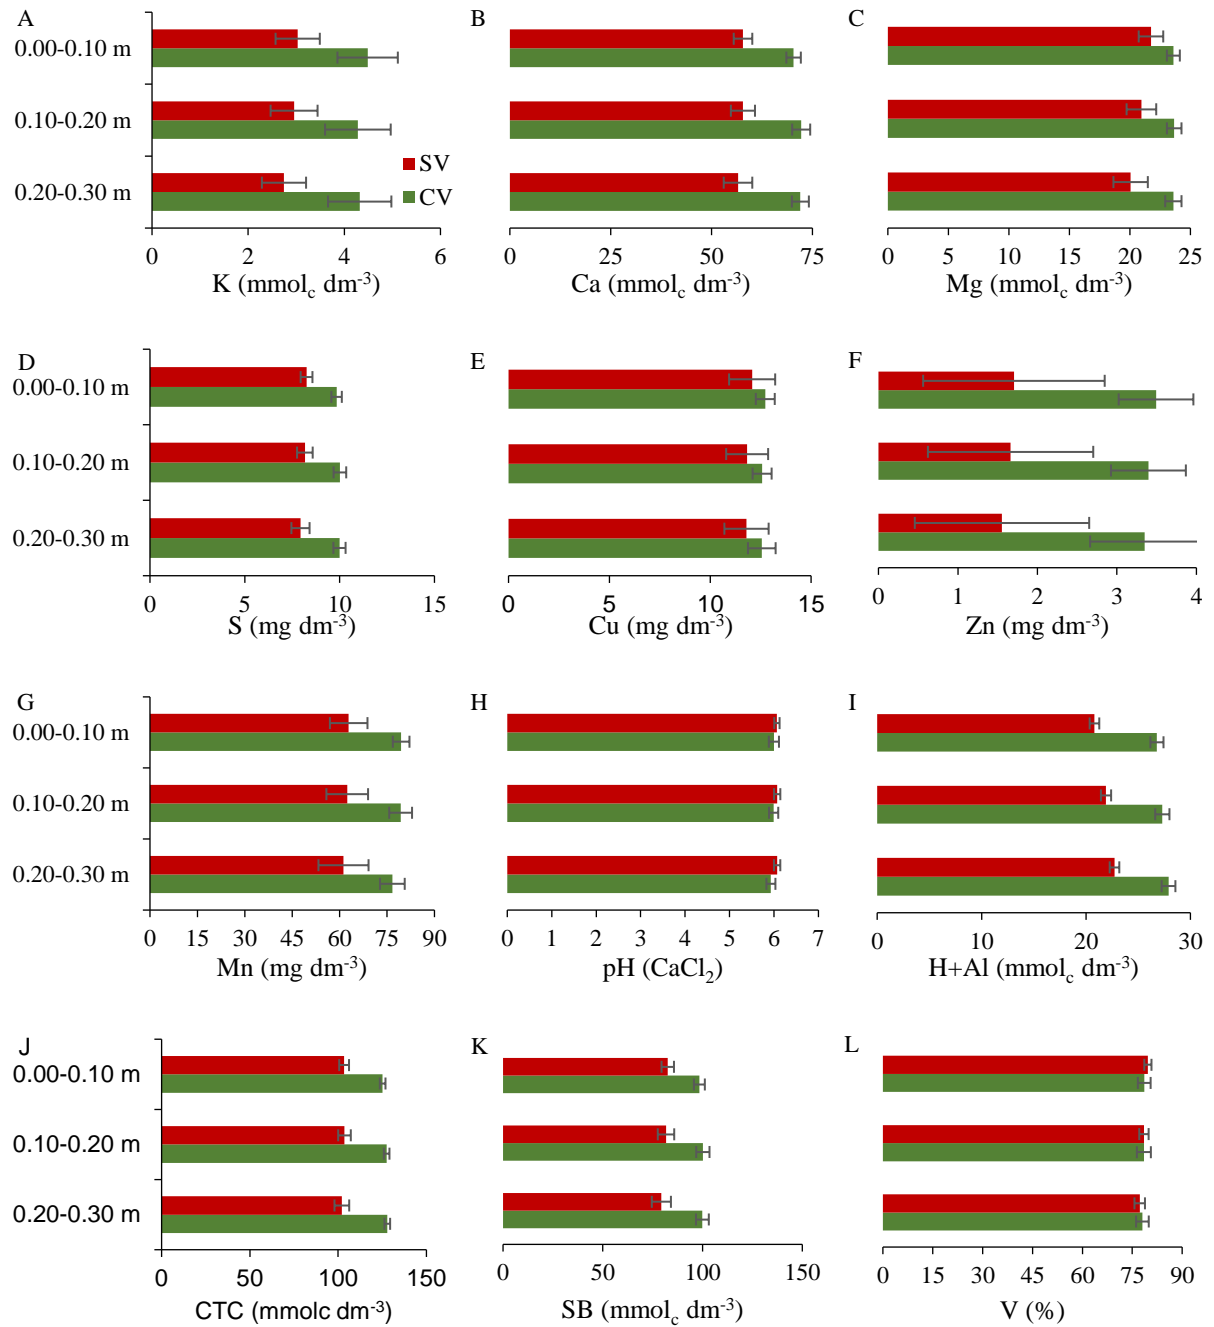 A
B
C
0.00-0.10 m
0.10-0.20 m
0.20-0.30 m
SV
CV
0 2 4 6
0 25 50 75
0 5 10 15 20 25
K (mmolc dm-3)
Ca (mmolc dm-3)
Mg (mmolc dm-3)
D
E
F
0.00-0.10 m
0.10-0.20 m
0.20-0.30 m
0 5 10 15
0 5 10 15
0 1 2 3 4
S (mg dm-3)
Cu (mg dm-3)
Zn (mg dm-3)
G
H
I
0.00-0.10 m
0.10-0.20 m
0.20-0.30 m
0 15 30 45 60 75 90
0 1 2 3 4 5 6 7
0 10 20 30
Mn (mg dm-3)
pH (CaCl2)
H+Al (mmolc dm-3)
J
K
L
0.00-0.10 m
0.10-0.20 m
0.20-0.30 m
0 50 100 150
0 50 100 150
0 15 30 45 60 75 90
CTC (mmolc dm-3)
SB (mmolc dm-3)
V (%)